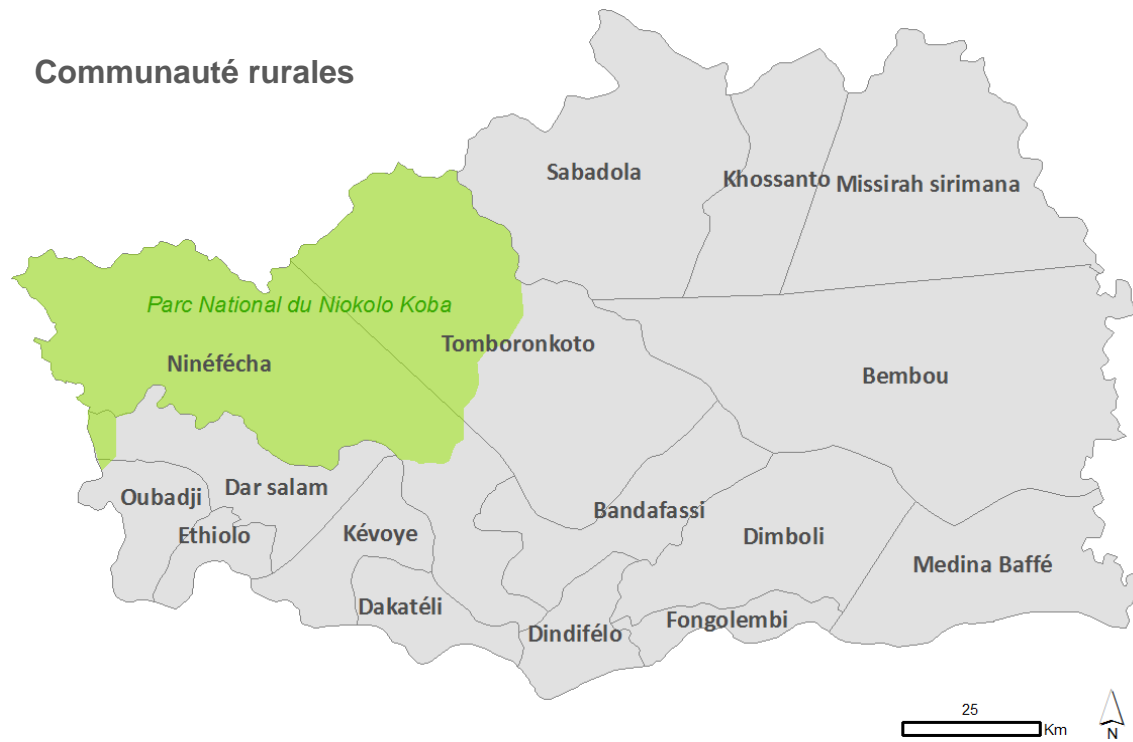 Communauté rurales
Sabadola
Khossanto
Missirah sirimana
Parc National du Niokolo Koba
Tomboronkoto
Ninéfécha
Bembou
Dar salam
Oubadji
Bandafassi
Ethiolo
Kévoye
Dimboli
Medina Baffé
Dakatéli
Fongolembi
Dindifélo
25
Km
N